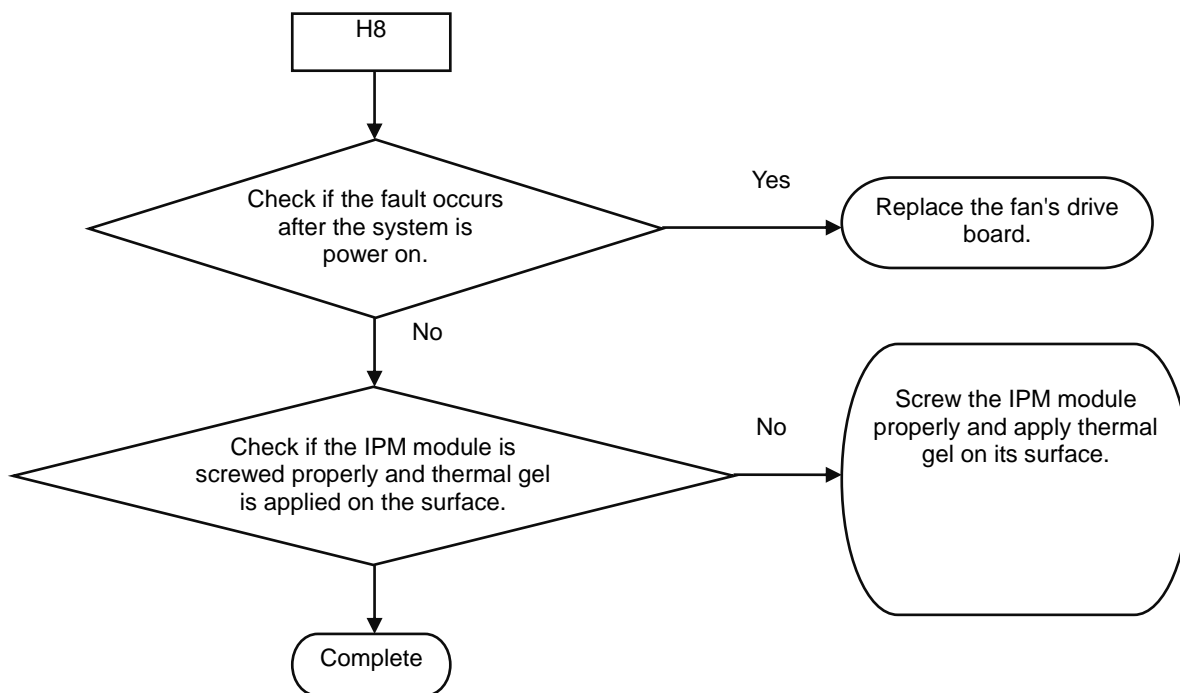 H8
Check if the fault occurs
after the system is
power on.
Yes
Replace the fan's drive
board.
No
Check if the IPM module is
screwed properly and thermal gel
is applied on the surface.
No
Screw the IPM module
properly and apply thermal
gel on its surface.
Complete